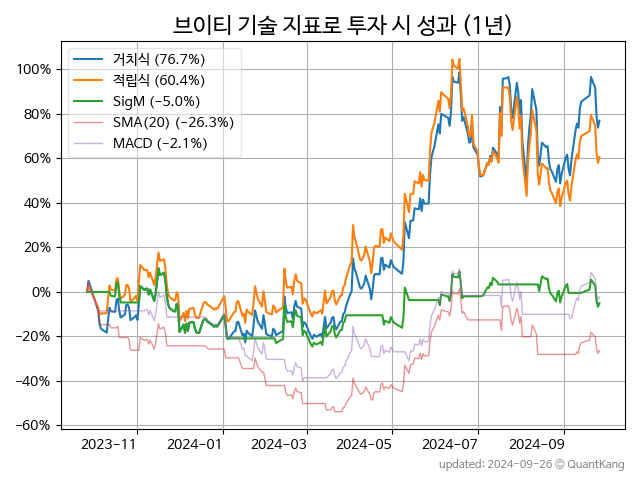 브이티 기술 지표로 투자 시 성과 (1년)
거치식 (76.7%)
적립식 (60.4%)
SigM (−5.0%)
SMA(20) (−26.3%)
MACD (−2.1%)
100%
80%
60%
40%
20%
0%
−20%
−40%
−60%
2023-11
2024-01
2024-03
2024-05
2024-07
2024-09
updated: 2024-09-26 © QuantKang